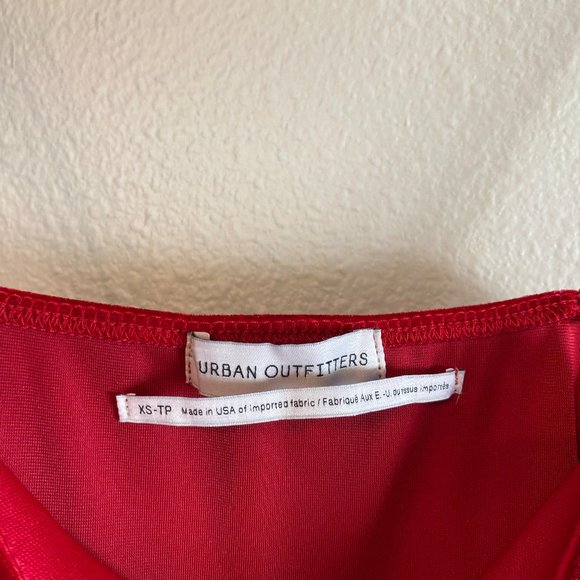 URBAN OUTFITTERS
XS-TP Made in USA of imported fabric / Fabriqué Aux E.-U. De tissus importés